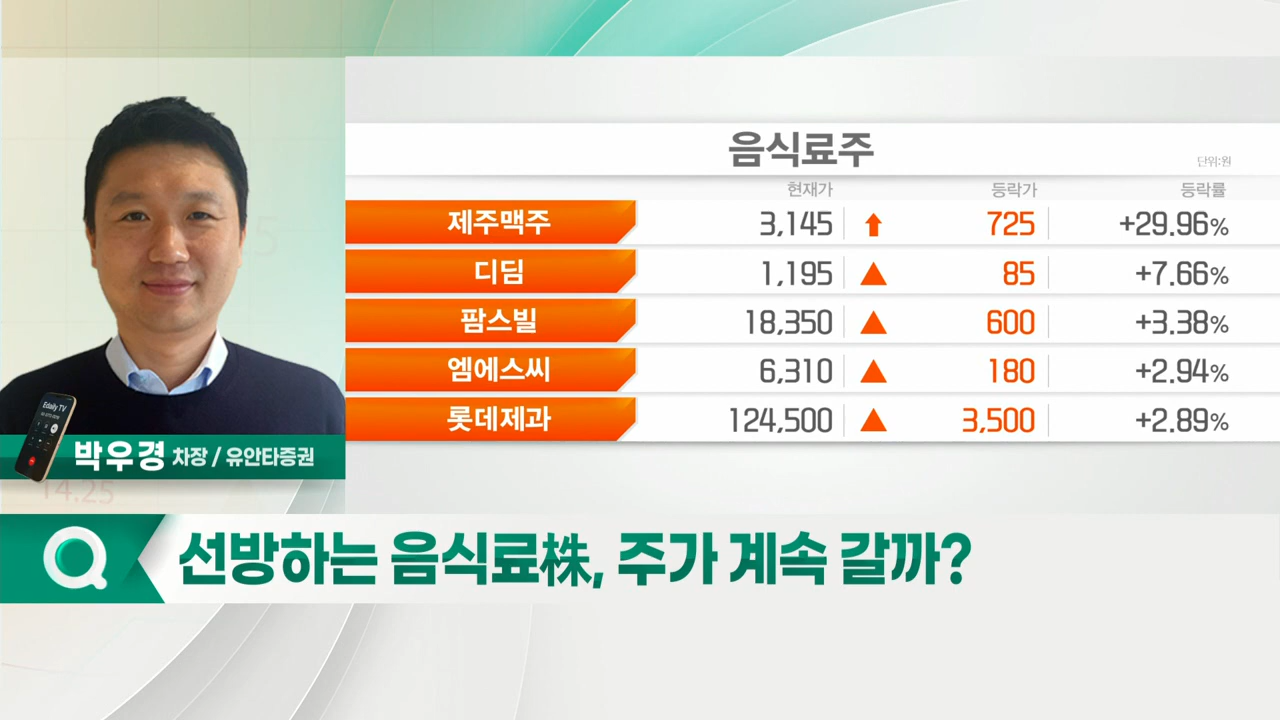 음식료주
단위:원
현재가 등락가 등락률
제주맥주 3,145 725 +29.96%
디딤 1,195 ▲ 85 +7.66%
팜스빌 18,350 ▲ 600 +3.38%
엠에스씨 6,310 ▲ 180 +2.94%
롯데제과 124,500 ▲ 3,500 +2.89%
Edaily TV
박우경 차장 / 유안타증권
14.25
Q 선방하는 음식료株, 주가 계속 갈까?